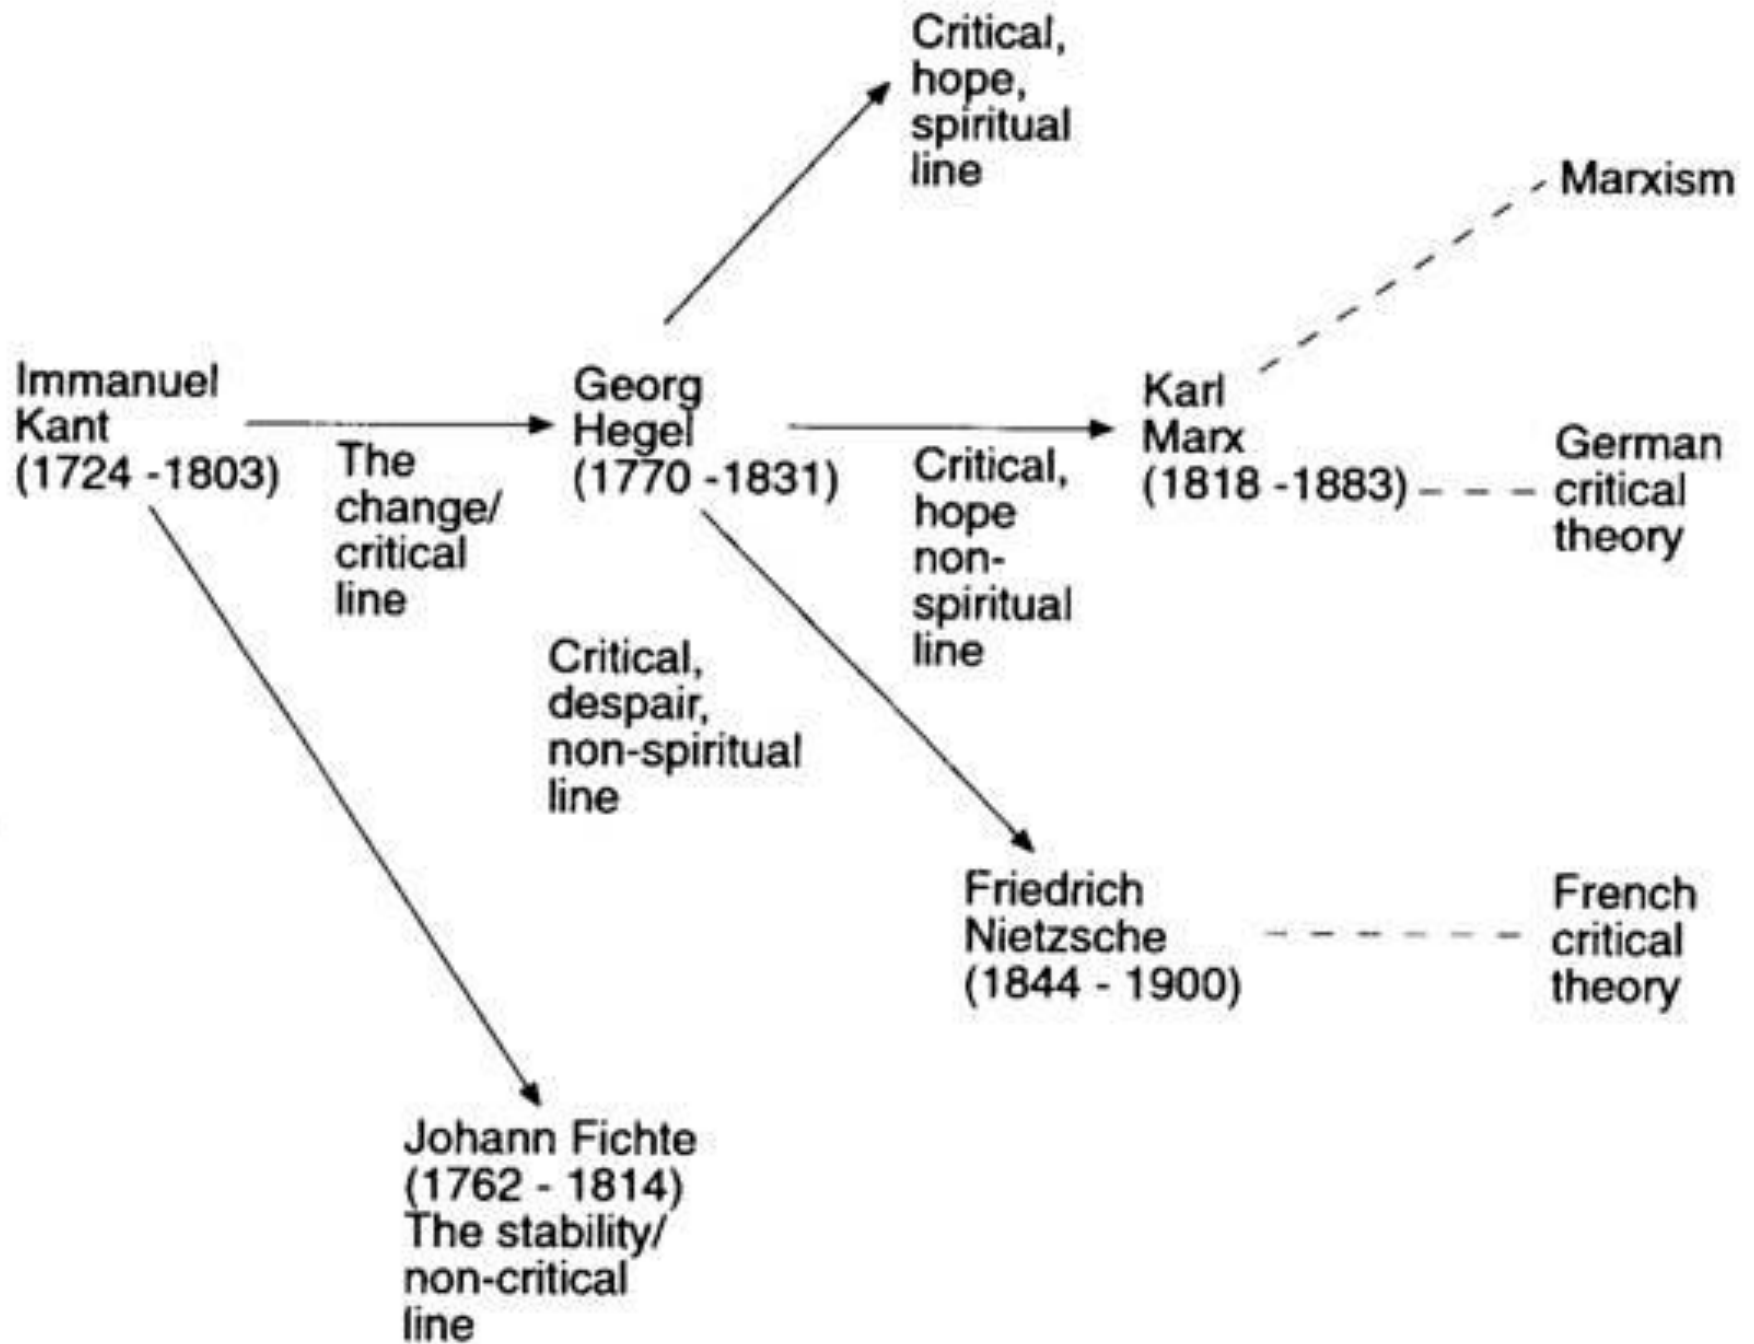 Critical,
hope,
spiritual
line
Marxism
Immanuel
Kant
(1724 -1803)
The
change/
critical
line
Georg
Hegel
(1770 -1831)
Critical,
hope
non-
spiritual
line
Karl
Marx
(1818 -1883)
German
critical
theory
Critical,
despair,
non-spiritual
line
Friedrich
Nietzsche
(1844 - 1900)
French
critical
theory
Johann Fichte
(1762 - 1814)
The stability/
non-critical
line